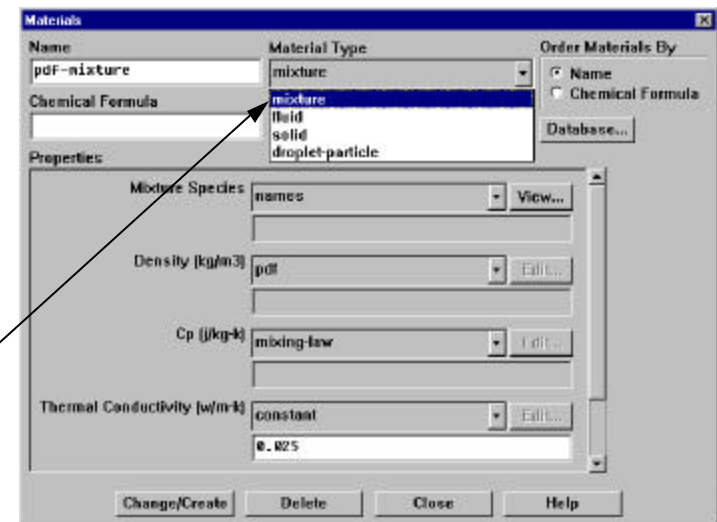 Materials
Name
Material Type
Order Materials By
pdf-mixture
mixture
Name
Chemical Formula
Chemical Formula
mixture
fluid
solid
droplet-particle
Database...
Properties
Mixture Species
names
View...
Density (kg/m3)
pdf
Edit...
Cp (j/kg-k)
mixing-law
Edit...
Thermal Conductivity (w/m-k)
constant
Edit...
0.025
Change/Create
Delete
Close
Help